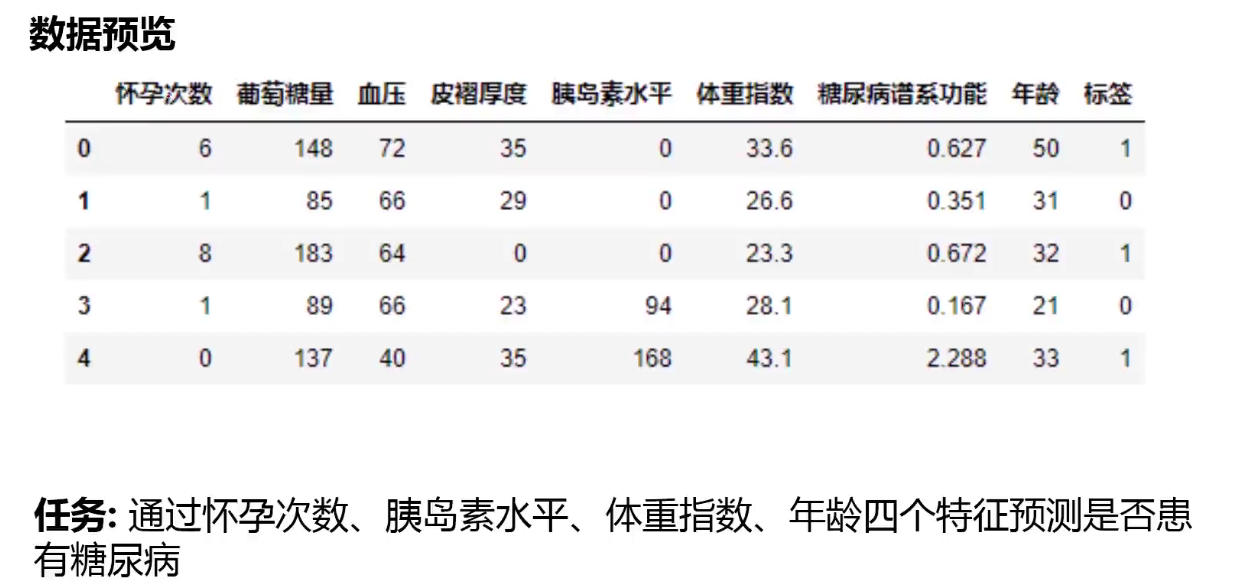 数据预览
怀孕次数 葡萄糖量 血压 皮褶厚度 胰岛素水平 体重指数 糖尿病谱系功能 年龄 标签
0 6 148 72 35 0 33.6 0.627 50 1
1 1 85 66 29 0 26.6 0.351 31 0
2 8 183 64 0 0 23.3 0.672 32 1
3 1 89 66 23 94 28.1 0.167 21 0
4 0 137 40 35 168 43.1 2.288 33 1
任务: 通过怀孕次数、胰岛素水平、体重指数、年龄四个特征预测是否患
有糖尿病